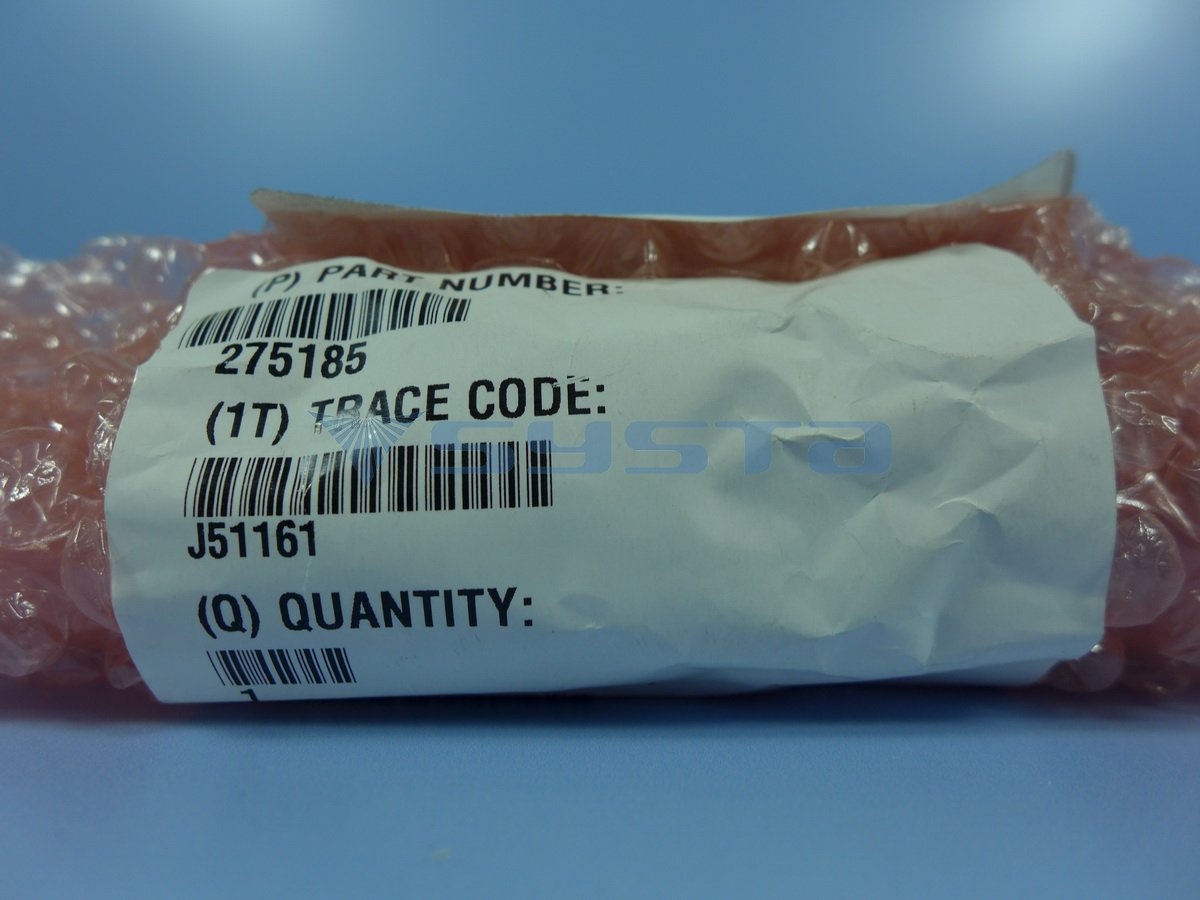 (P) PART NUMBER:
275185
(1T) TRACE CODE:
SYSTA
J51161
(Q) QUANTITY:
1